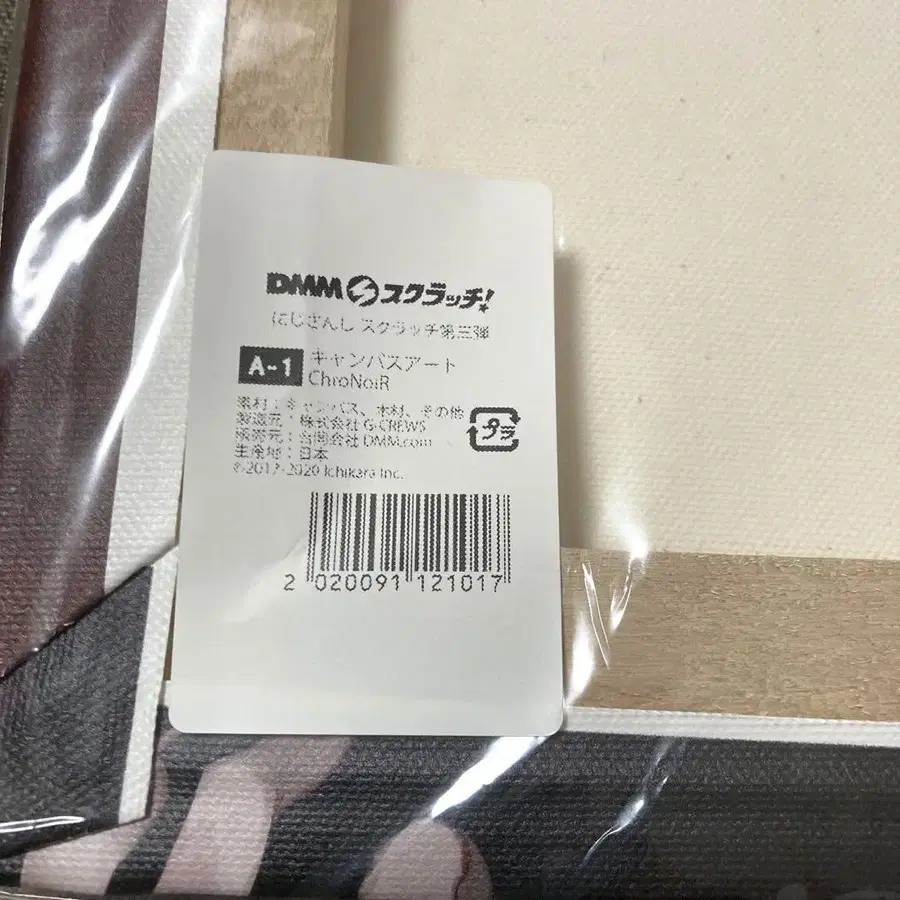 DMMスクラッチ!
にじさんじ スクラッチ第三弾
A-1 キャンバスアート
ChroNoiR
素材：キャンバス、木材、その他
製造元：株式会社 G-CREWS
販売元：合同会社 DMM.com
生産地：日本
©2017-2020 Ichikara Inc.
プラ
2 020091 121017